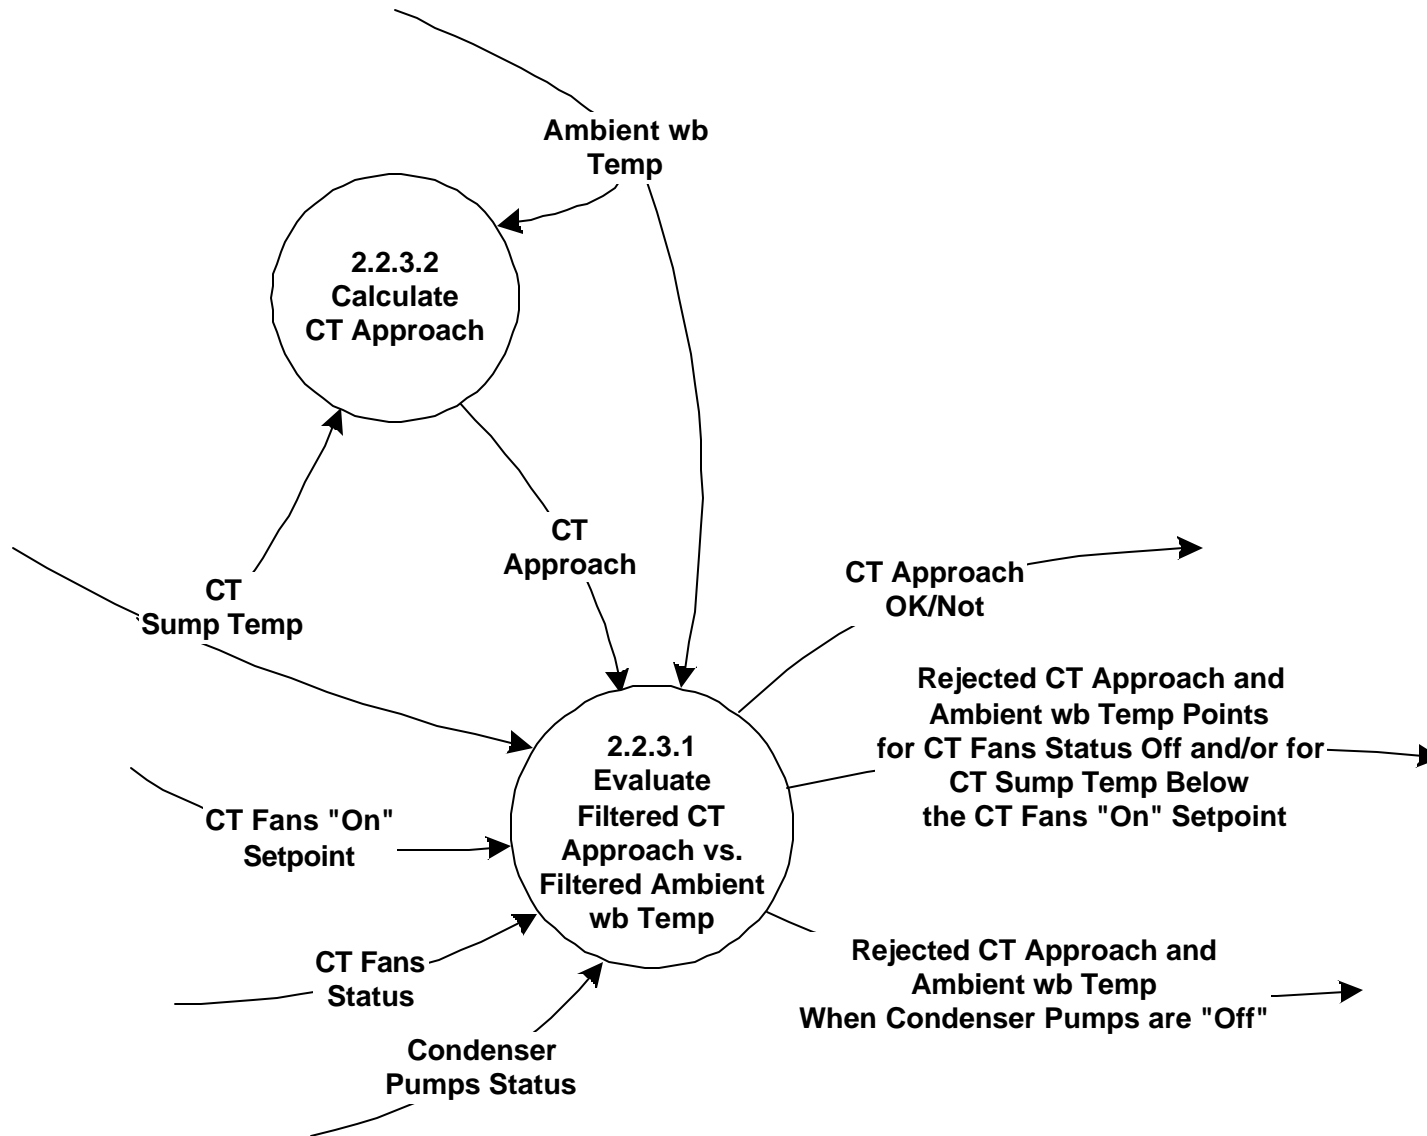 Ambient wb
Temp
2.2.3.2
Calculate
CT Approach
CT
Approach
CT
Sump Temp
CT Approach
OK/Not
Rejected CT Approach and
Ambient wb Temp Points
for CT Fans Status Off and/or for
CT Sump Temp Below
the CT Fans "On" Setpoint
2.2.3.1
Evaluate
Filtered CT
Approach vs.
Filtered Ambient
wb Temp
CT Fans "On"
Setpoint
CT Fans
Status
Rejected CT Approach and
Ambient wb Temp
When Condenser Pumps are "Off"
Condenser
Pumps Status